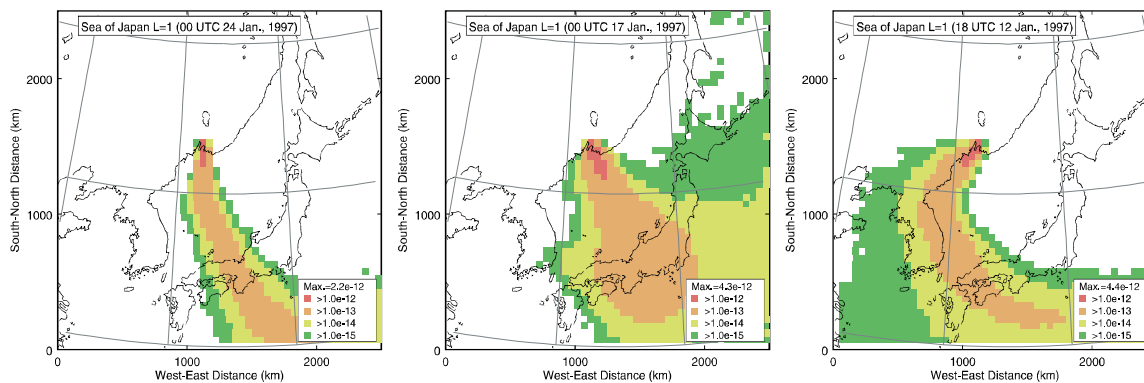 Sea of Japan L=1 (00 UTC 24 Jan., 1997)
South-North Distance (km)
2000
1000
0
Max.=2.2e-12
>1.0e-12
>1.0e-13
>1.0e-14
>1.0e-15
0
1000
2000
West-East Distance (km)
Sea of Japan L=1 (00 UTC 17 Jan., 1997)
South-North Distance (km)
2000
1000
0
Max.=4.3e-12
>1.0e-12
>1.0e-13
>1.0e-14
>1.0e-15
0
1000
2000
West-East Distance (km)
Sea of Japan L=1 (18 UTC 12 Jan., 1997)
South-North Distance (km)
2000
1000
0
Max.=4.4e-12
>1.0e-12
>1.0e-13
>1.0e-14
>1.0e-15
0
1000
2000
West-East Distance (km)